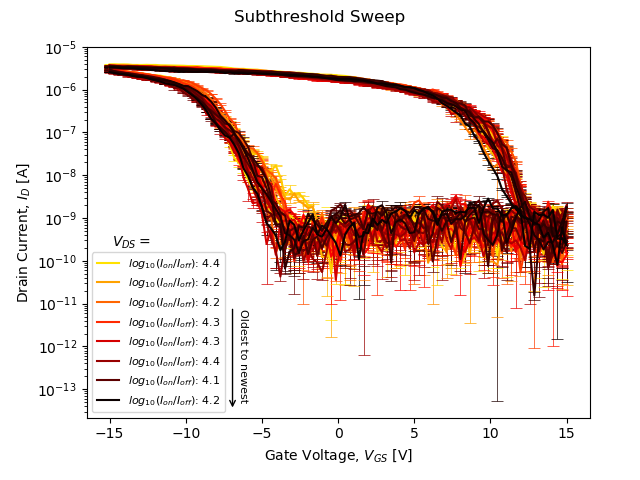 Subthreshold Sweep
10⁻⁵
10⁻⁶
10⁻⁷
10⁻⁸
10⁻⁹
10⁻¹⁰
10⁻¹¹
10⁻¹²
10⁻¹³
Drain Current, I_D [A]
V_DS =
log₁₀(I_on/I_off): 4.4
log₁₀(I_on/I_off): 4.2
log₁₀(I_on/I_off): 4.2
log₁₀(I_on/I_off): 4.3
log₁₀(I_on/I_off): 4.3
log₁₀(I_on/I_off): 4.4
log₁₀(I_on/I_off): 4.1
log₁₀(I_on/I_off): 4.2
Oldest to newest
−15 −10 −5 0 5 10 15
Gate Voltage, V_GS [V]